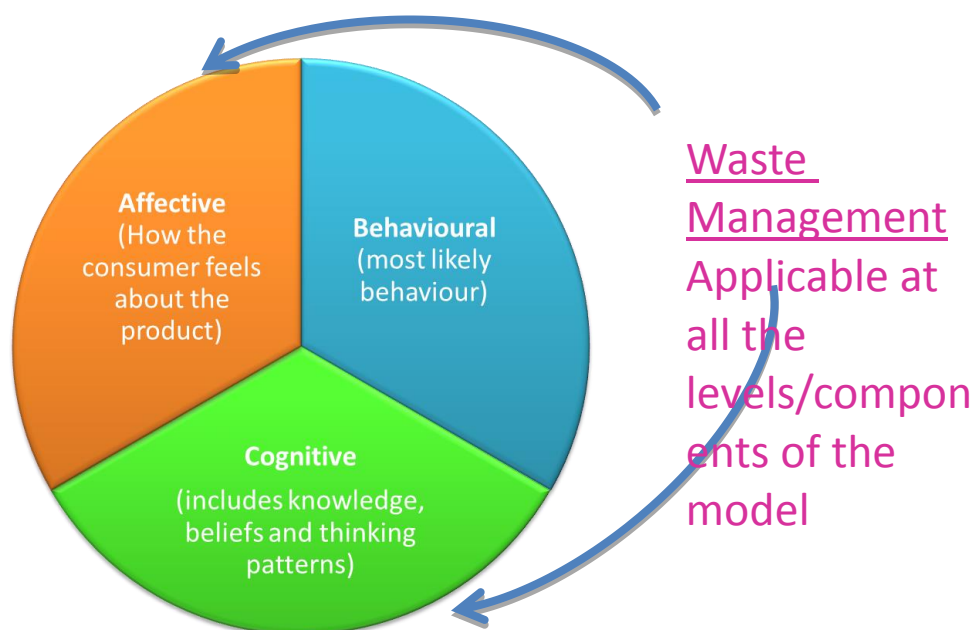 Affective
(How the
consumer feels
about the
product)
Behavioural
(most likely
behaviour)
Cognitive
(includes knowledge,
beliefs and thinking
patterns)
Waste
Management
Applicable at
all the
levels/compon
ents of the
model